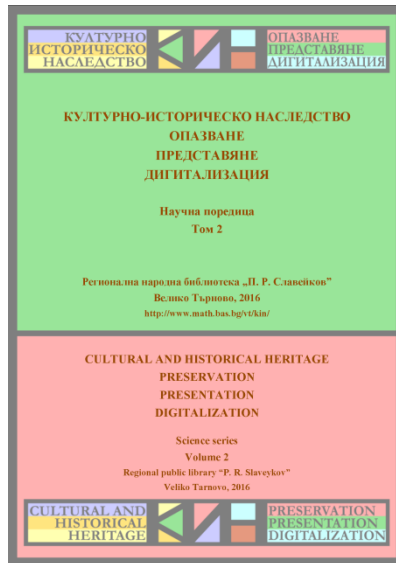 КУЛТУРНО
ИСТОРИЧЕСКО
НАСЛЕДСТВО
КИН
ОПАЗВАНЕ
ПРЕДСТАВЯНЕ
ДИГИТАЛИЗАЦИЯ
КУЛТУРНО-ИСТОРИЧЕСКО НАСЛЕДСТВО
ОПАЗВАНЕ
ПРЕДСТАВЯНЕ
ДИГИТАЛИЗАЦИЯ
Научна поредица
Том 2
Регионална народна библиотека „П. Р. Славейков”
Велико Търново, 2016
http://www.math.bas.bg/vt/kin/
CULTURAL AND HISTORICAL HERITAGE
PRESERVATION
PRESENTATION
DIGITALIZATION
Science series
Volume 2
Regional public library “P. R. Slaveykov”
Veliko Tarnovo, 2016
CULTURAL AND
HISTORICAL
HERITAGE
КИН
PRESERVATION
PRESENTATION
DIGITALIZATION